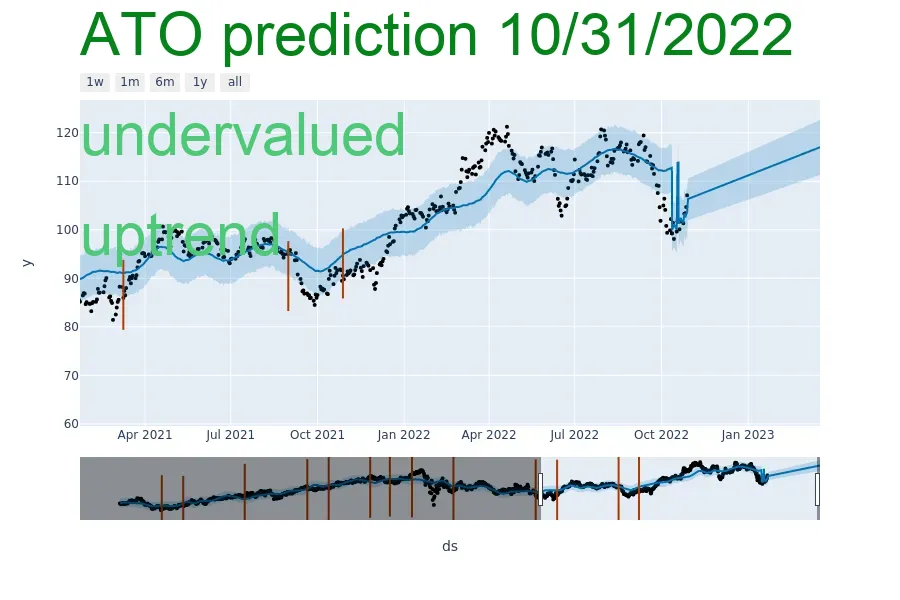 ATO prediction 10/31/2022
1w 1m 6m 1y all
undervalued
uptrend
120
110
100
90
80
70
60
y
Apr 2021 Jul 2021 Oct 2021 Jan 2022 Apr 2022 Jul 2022 Oct 2022 Jan 2023
ds